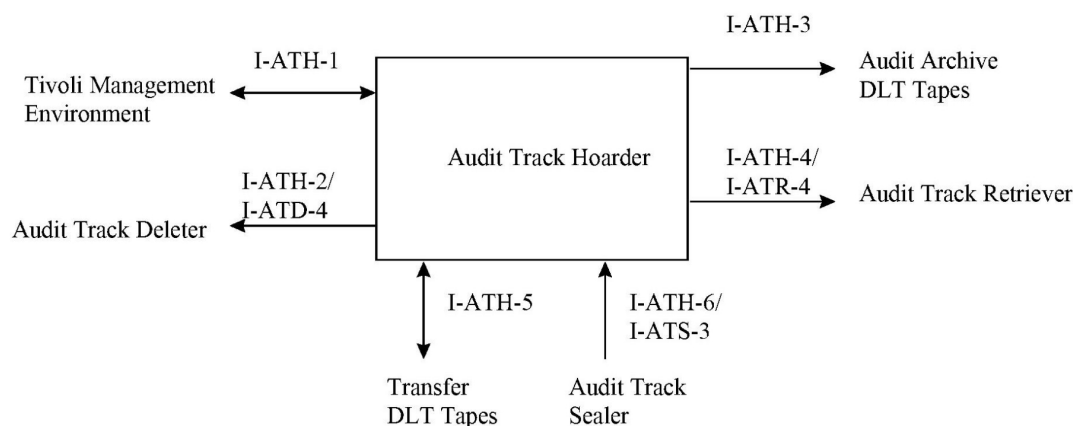 I-ATH-3
I-ATH-1
Tivoli Management
Environment
Audit Archive
DLT Tapes
Audit Track Hoarder
I-ATH-4/
I-ATR-4
Audit Track Retriever
I-ATH-2/
I-ATD-4
Audit Track Deleter
I-ATH-5
I-ATH-6/
I-ATS-3
Transfer
DLT Tapes
Audit Track
Sealer